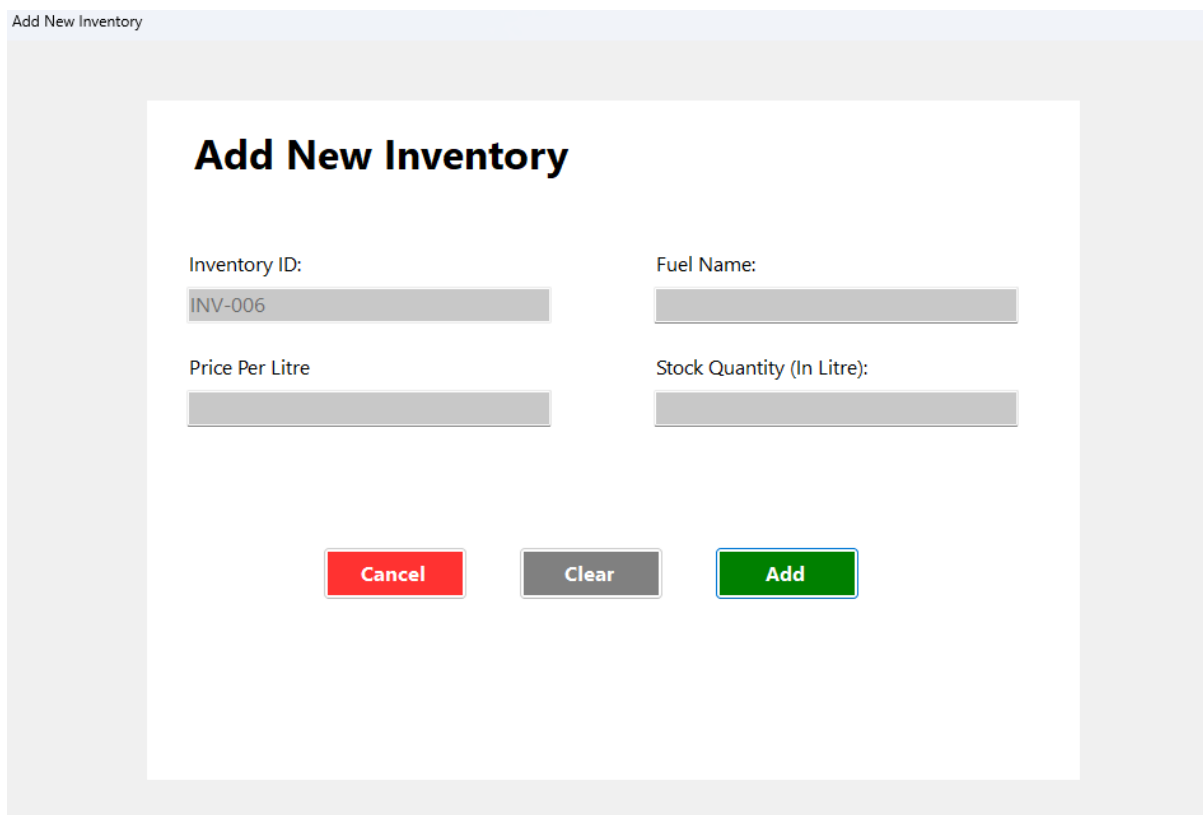 Add New Inventory
Add New Inventory
Inventory ID:
Fuel Name:
INV-006
Price Per Litre
Stock Quantity (In Litre):
Cancel
Clear
Add